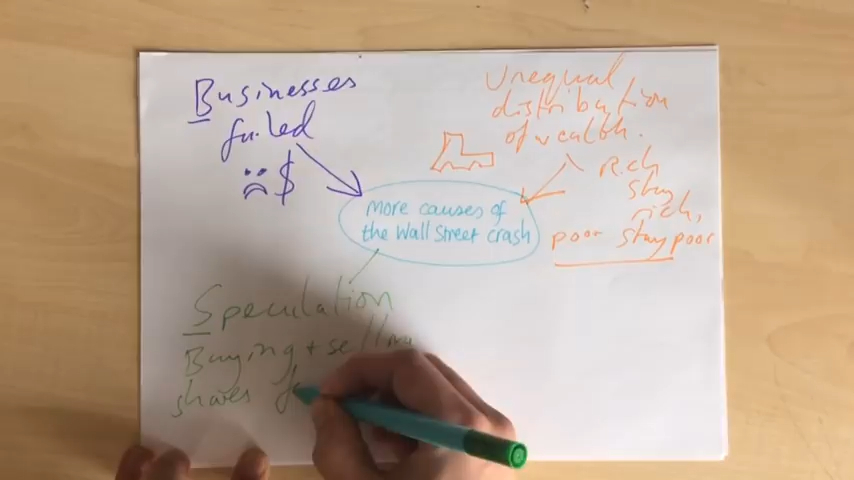 Businesses
failed
$
Unequal
distribution
of wealth.
Rich
stay
rich,
poor stay poor
more causes of
the Wall Street crash
Speculation
Buying + selling
shares